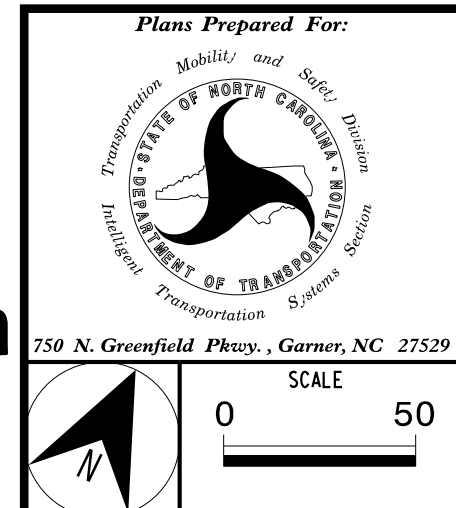 Plans Prepared For:
Transportation Mobility and Safety Division
STATE OF NORTH CAROLINA
DEPARTMENT OF TRANSPORTATION
Intelligent Transportation Systems Section
750 N. Greenfield Pkwy. , Garner, NC 27529
SCALE
0 50
N